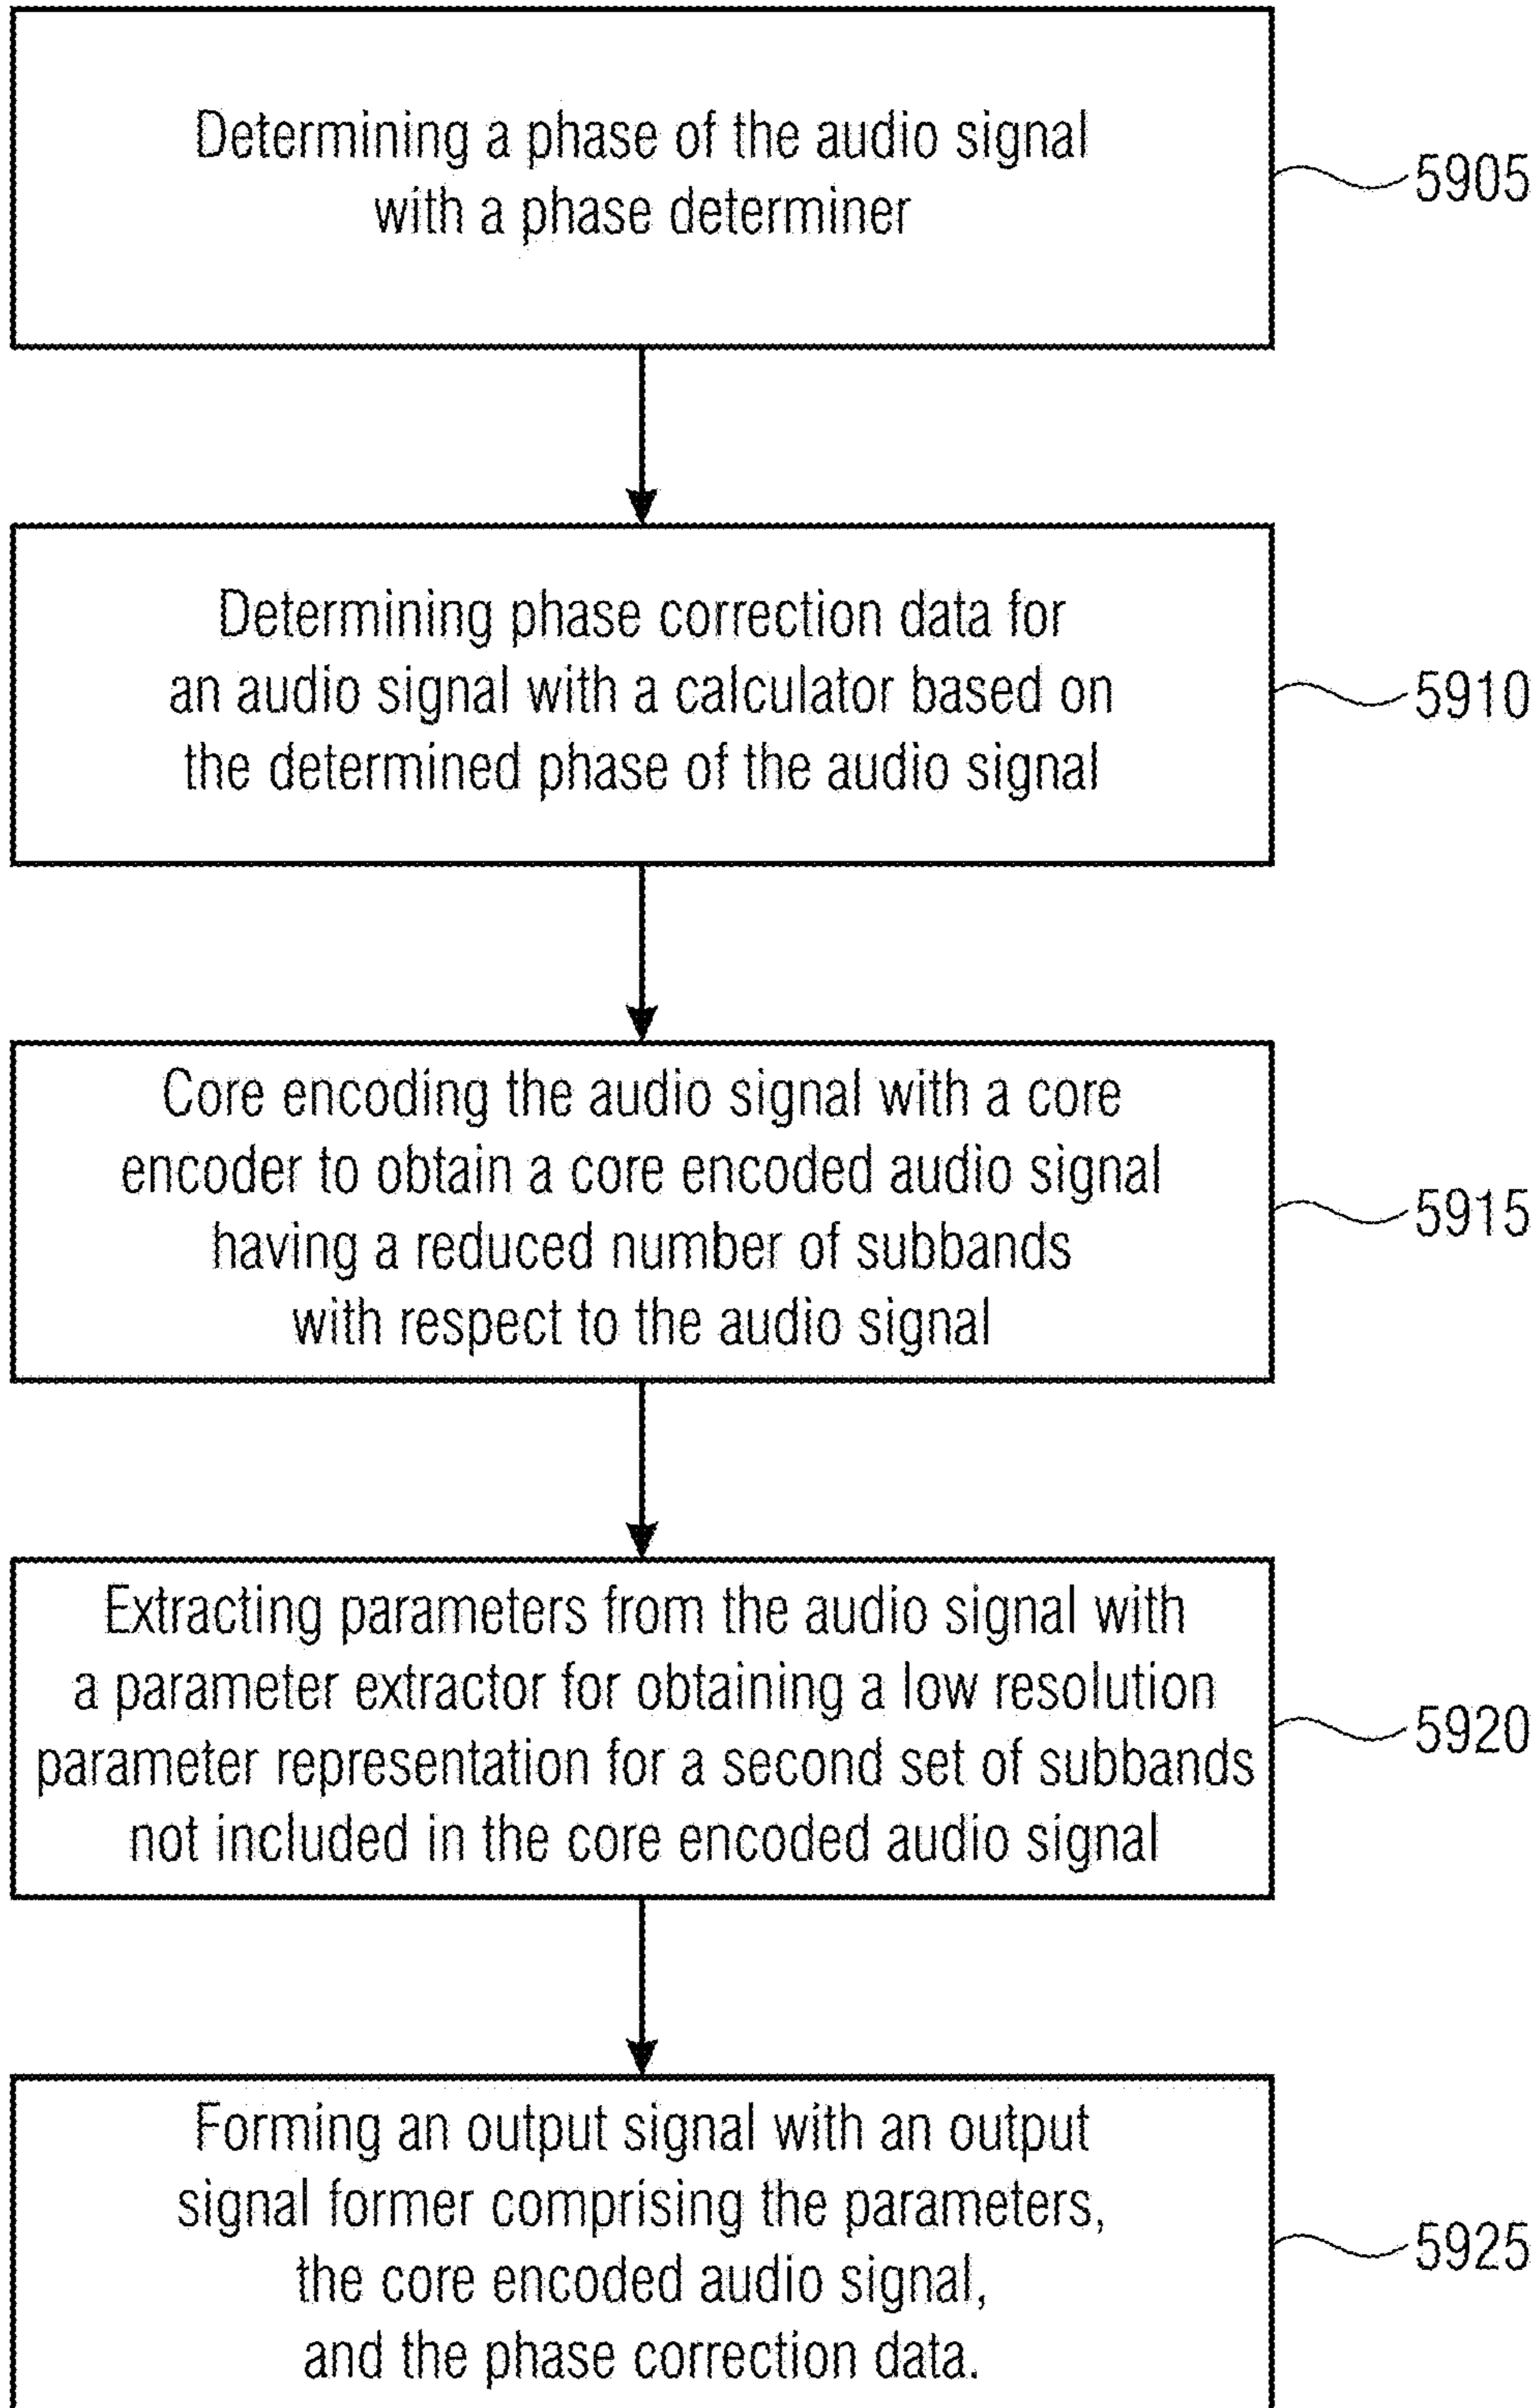 Determining a phase of the audio signal
with a phase determiner
5905
Determining phase correction data for
an audio signal with a calculator based on
the determined phase of the audio signal
5910
Core encoding the audio signal with a core
encoder to obtain a core encoded audio signal
having a reduced number of subbands
with respect to the audio signal
5915
Extracting parameters from the audio signal with
a parameter extractor for obtaining a low resolution
parameter representation for a second set of subbands
not included in the core encoded audio signal
5920
Forming an output signal with an output
signal former comprising the parameters,
the core encoded audio signal,
and the phase correction data.
5925